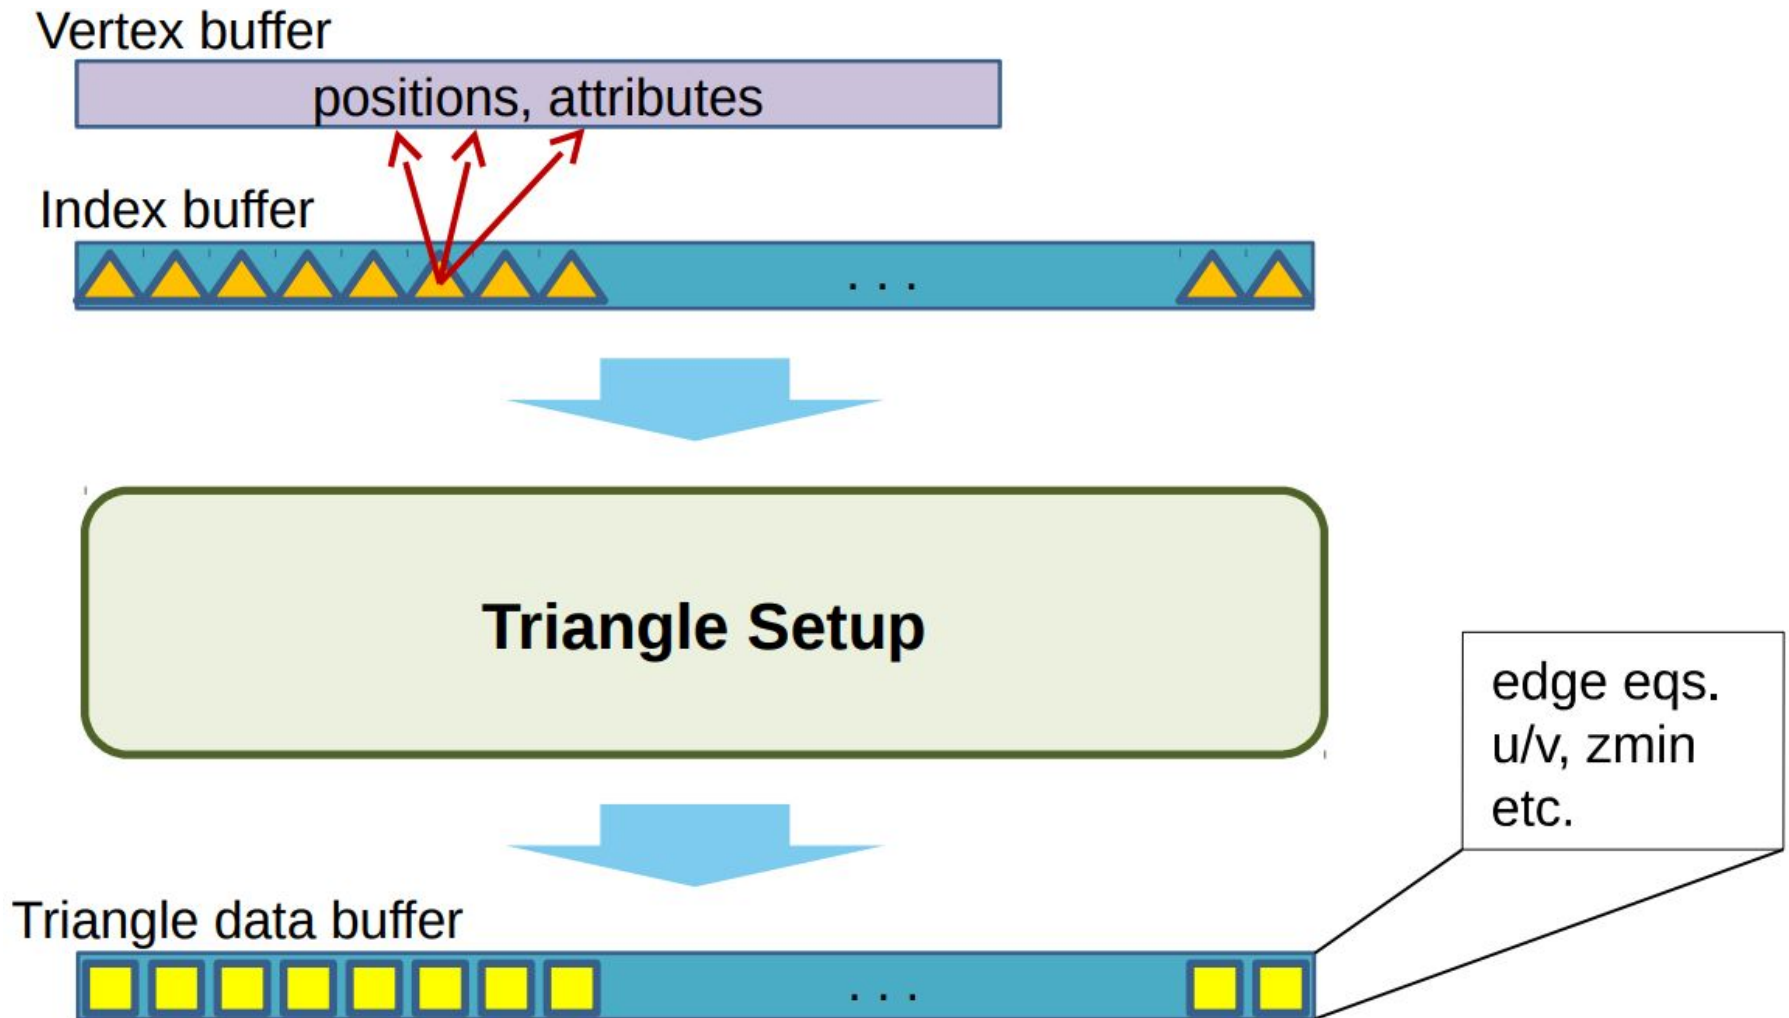 Vertex buffer
positions, attributes
Index buffer
. . .
Triangle Setup
edge eqs.
u/v, zmin
etc.
Triangle data buffer
. . .